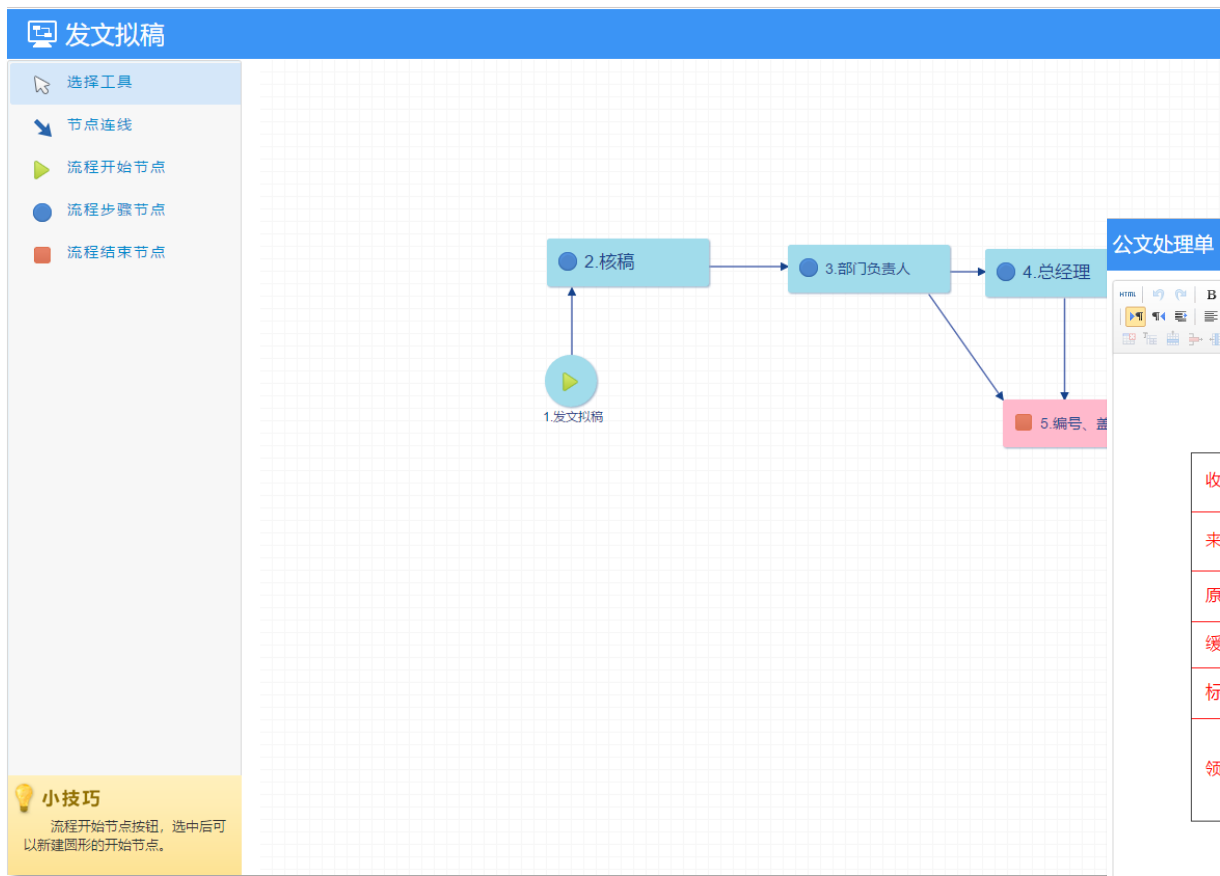 发文拟稿
选择工具
节点连线
流程开始节点
流程步骤节点
流程结束节点
2.核稿
3.部门负责人
4.总经理
1.发文拟稿
5.编号、盖
公文处理单
HTML
B
收
来
原
缓
标
领
小技巧
流程开始节点按钮，选中后可
以新建圆形的开始节点。